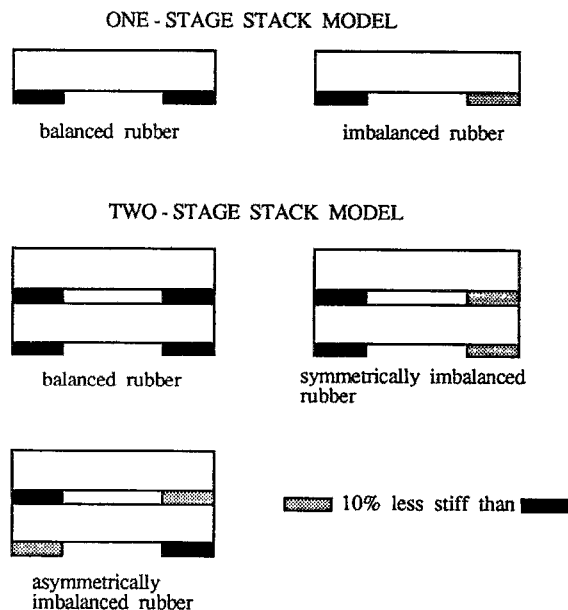 ONE - STAGE STACK MODEL
balanced rubber
imbalanced rubber
TWO - STAGE STACK MODEL
balanced rubber
symmetrically imbalanced
rubber
10% less stiff than
asymmetrically
imbalanced rubber